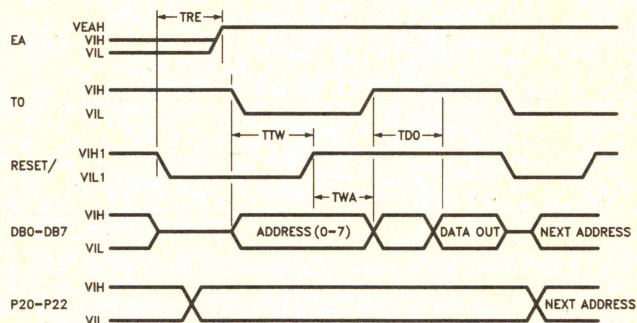 TRE
VEAH
EA
VIH
VIL
T0
VIH
VIL
TTW
TDO
RESET/
VIH1
VIL1
TWA
DB0-DB7
VIH
VIL
ADDRESS (0-7)
DATA OUT
NEXT ADDRESS
P20-P22
VIH
VIL
NEXT ADDRESS